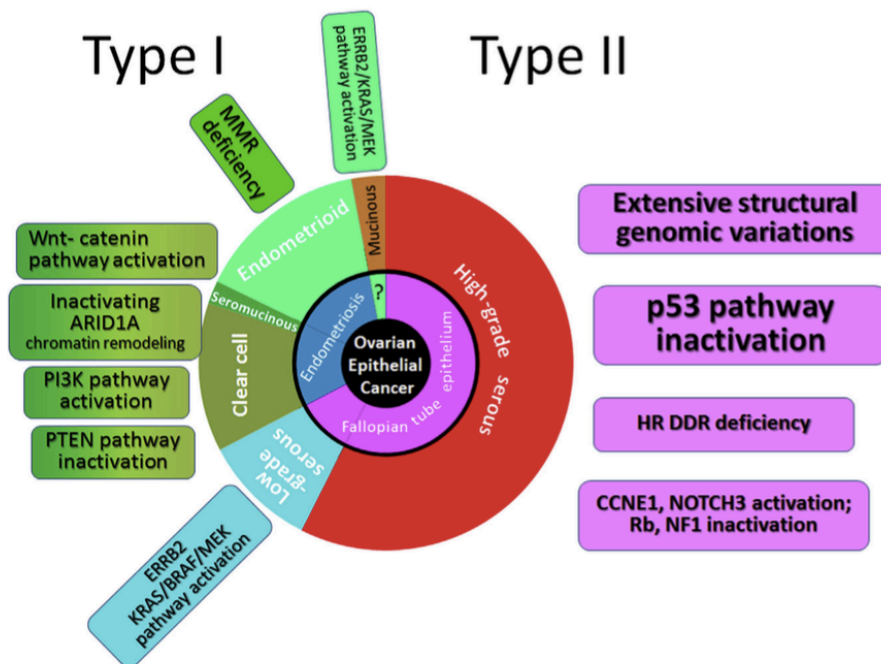 Type I
Type II
ERRB2/KRAS/MEK
pathway activation
MMR
deficiency
Wnt- catenin
pathway activation
Inactivating
ARID1A
chromatin remodeling
PI3K pathway
activation
PTEN pathway
inactivation
ERRB2
KRAS/BRAF/MEK
pathway activation
Mucinous
Endometrioid
Seromucinous
Clear cell
Low
-grade
serous
High-grade serous
?
Endometriosis
Fallopian tube epithelium
Ovarian
Epithelial
Cancer
Extensive structural
genomic variations
p53 pathway
inactivation
HR DDR deficiency
CCNE1, NOTCH3 activation;
Rb, NF1 inactivation